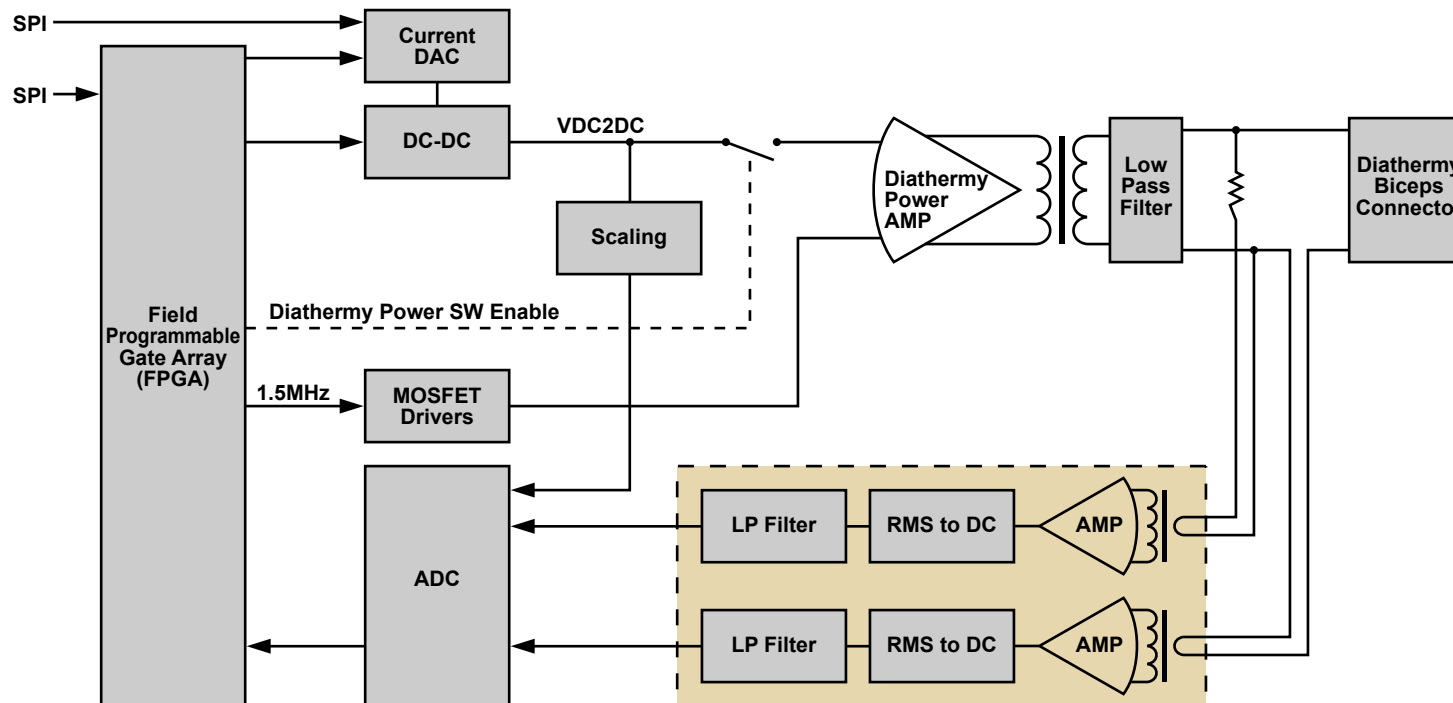 SPI
SPI
Current
DAC
DC-DC
VDC2DC
Scaling
Diathermy
Power
AMP
Low
Pass
Filter
Diathermy
Biceps
Connecto
Field
Programmable
Gate Array
(FPGA)
Diathermy Power SW Enable
1.5MHz
MOSFET
Drivers
ADC
LP Filter
RMS to DC
AMP
LP Filter
RMS to DC
AMP